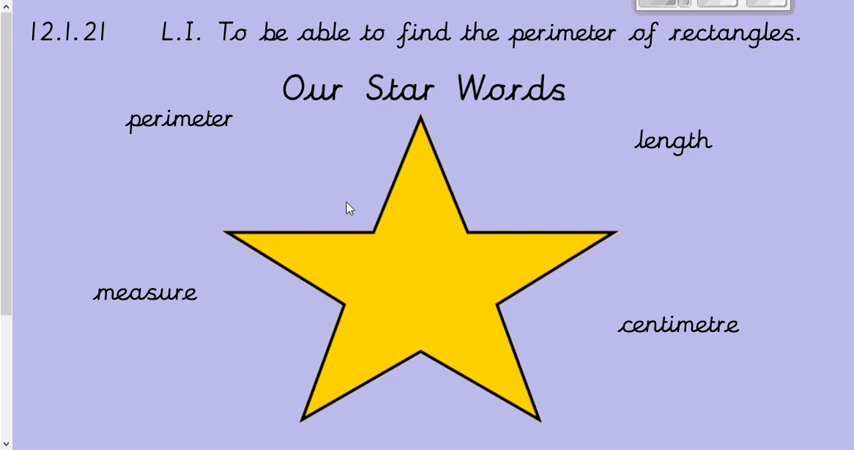 12.1.21 L.I. To be able to find the perimeter of rectangles.
Our Star Words
perimeter
length
measure
centimetre